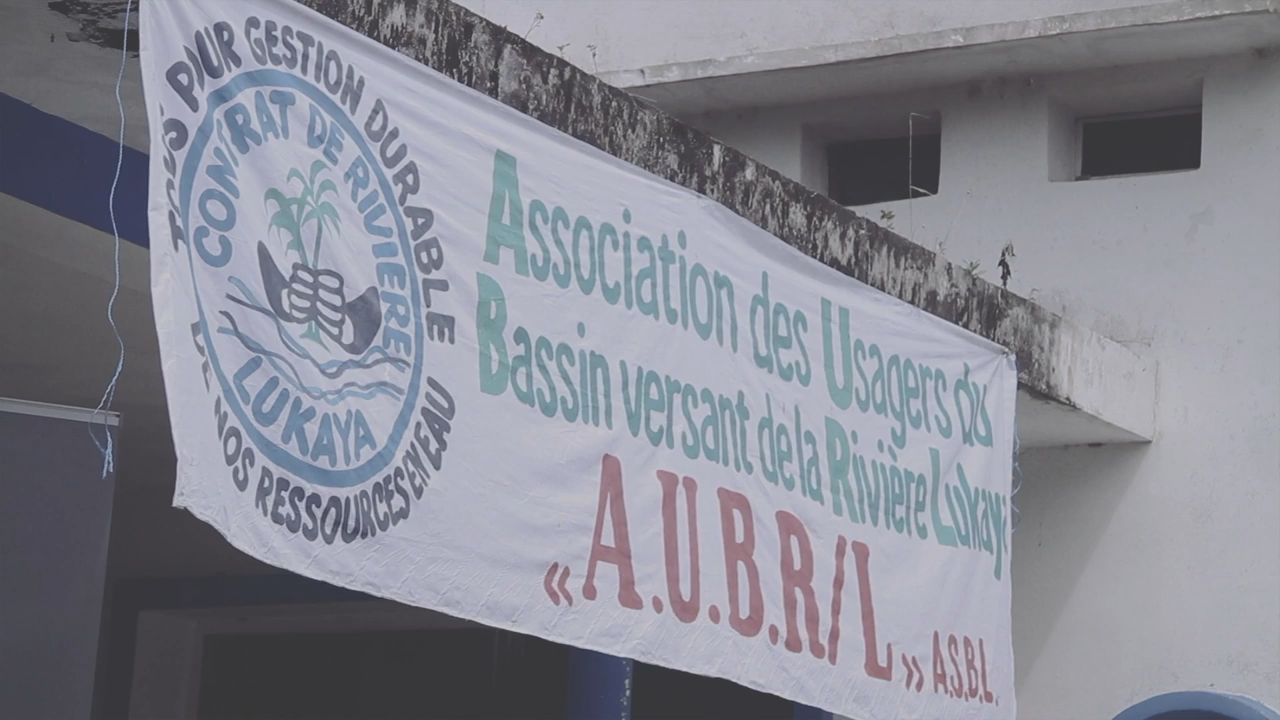 TOUS POUR GESTION DURABLE
DE NOS RESSOURCES EN EAU
CONTRAT DE RIVIERE
LUKAYA
Association des Usagers du
Bassin versant de la Rivière Lukaya
« A.U.B.R/L » A.S.B.L.